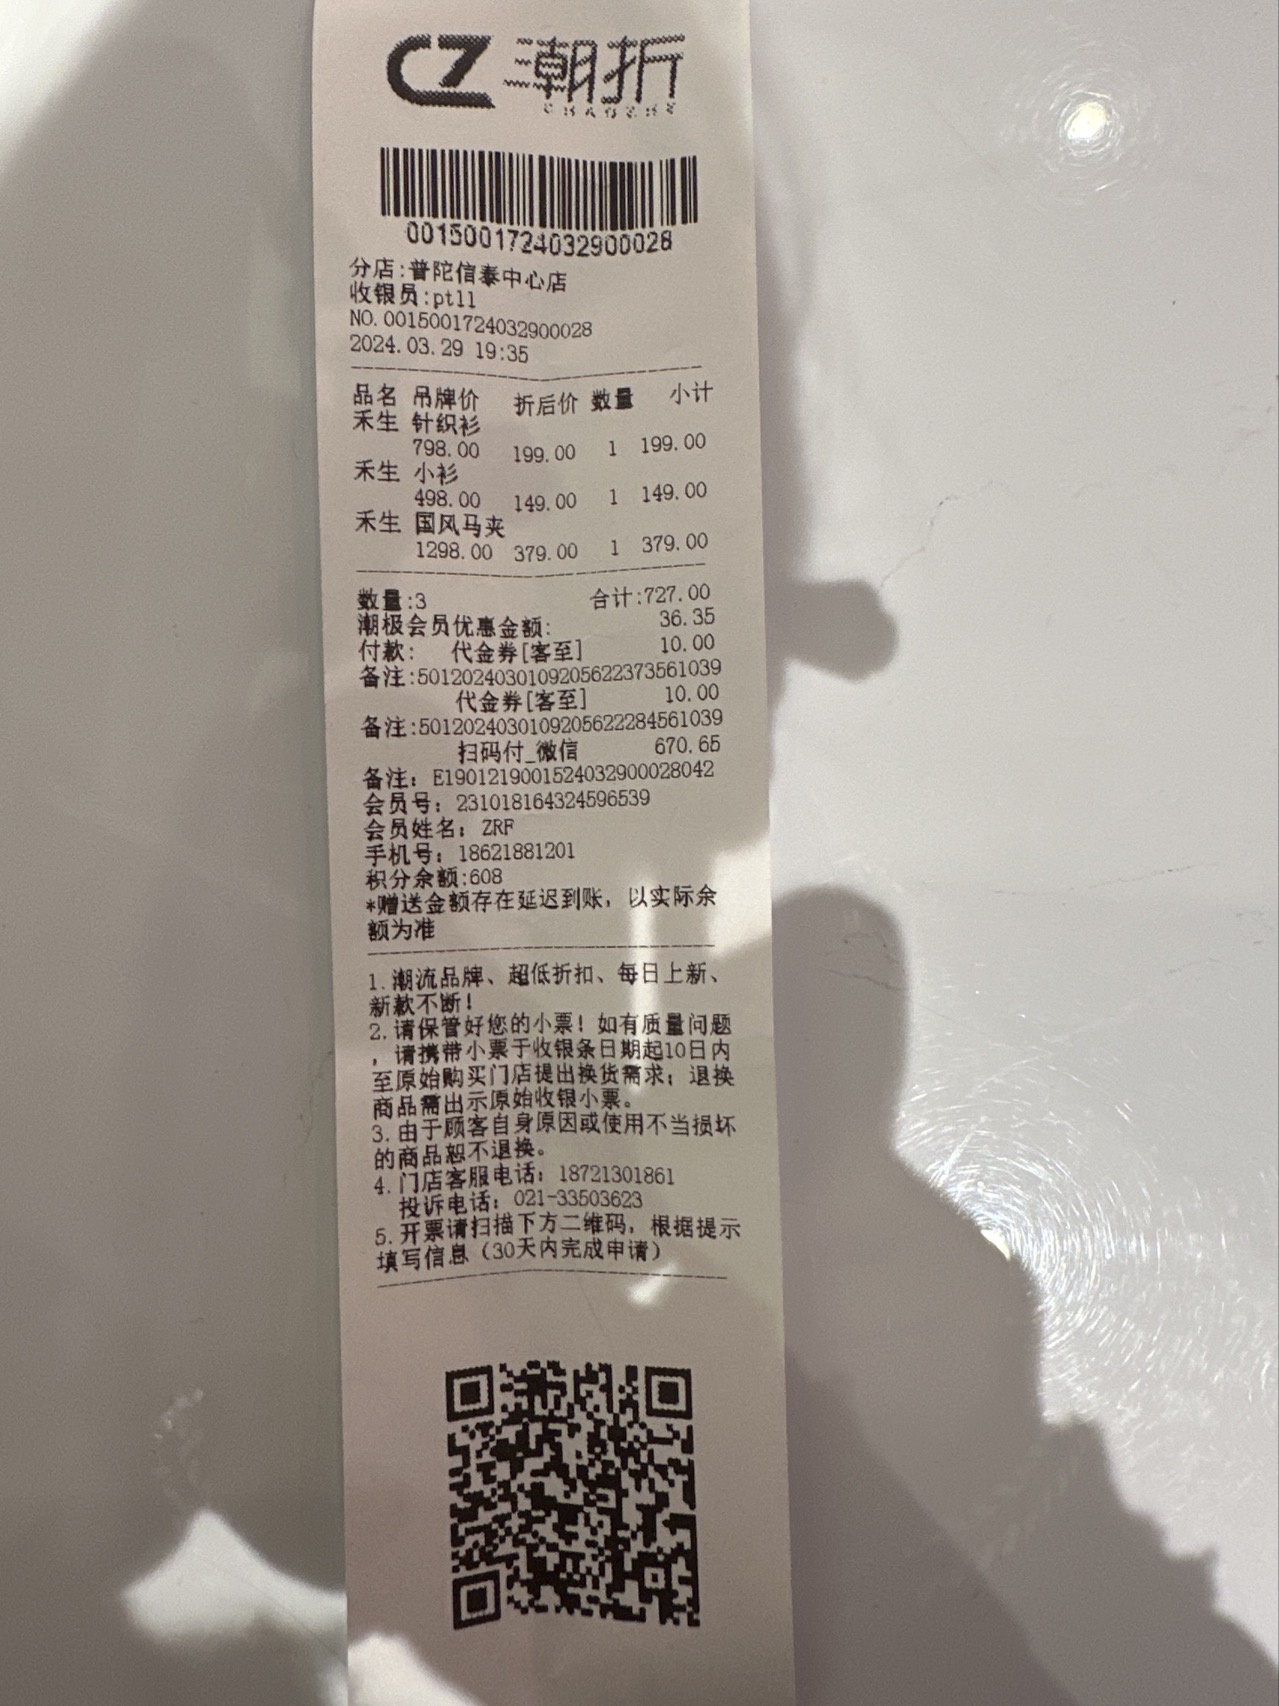 CZ 潮折
CHAOZHE
0015001724032900028
分店:普陀信泰中心店
收银员:pt11
NO.0015001724032900028
2024.03.29 19:35
品名 吊牌价 折后价 数量 小计
禾生 针织衫
798.00 199.00 1 199.00
禾生 小衫
498.00 149.00 1 149.00
禾生 国风马夹
1298.00 379.00 1 379.00
数量:3 合计:727.00
潮极会员优惠金额: 36.35
付款: 代金券[客至] 10.00
备注:5012024030109205622373561039
代金券[客至] 10.00
备注:5012024030109205622284561039
扫码付_微信 670.65
备注: E1901219001524032900028042
会员号: 231018164324596539
会员姓名: ZRF
手机号: 18621881201
积分余额:608
*赠送金额存在延迟到账，以实际余
额为准
1.潮流品牌、超低折扣、每日上新、
新款不断！
2.请保管好您的小票！如有质量问题
，请携带小票于收银条日期起10日内
至原始购买门店提出换货需求；退换
商品需出示原始收银小票。
3.由于顾客自身原因或使用不当损坏
的商品恕不退换。
4.门店客服电话: 18721301861
投诉电话: 021-33503623
5.开票请扫描下方二维码，根据提示
填写信息（30天内完成申请）